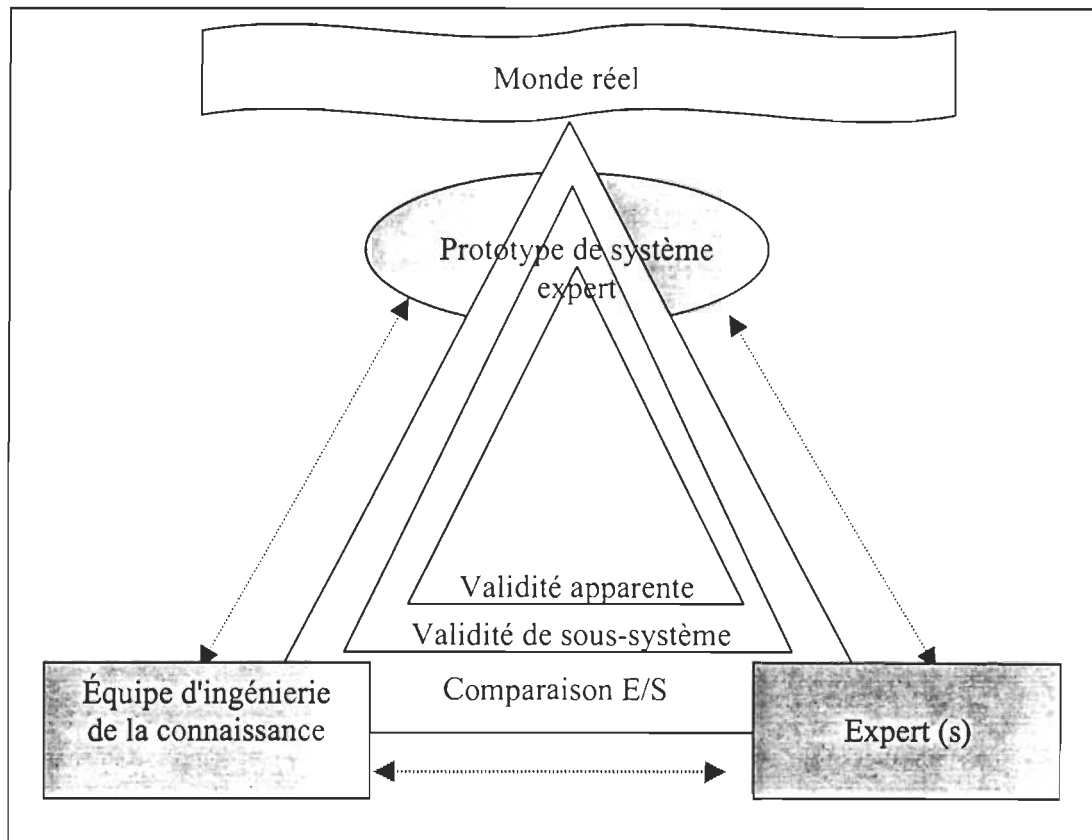 Monde réel
Prototype de système
expert
Validité apparente
Validité de sous-système
Comparaison E/S
Équipe d'ingénierie
de la connaissance
Expert (s)